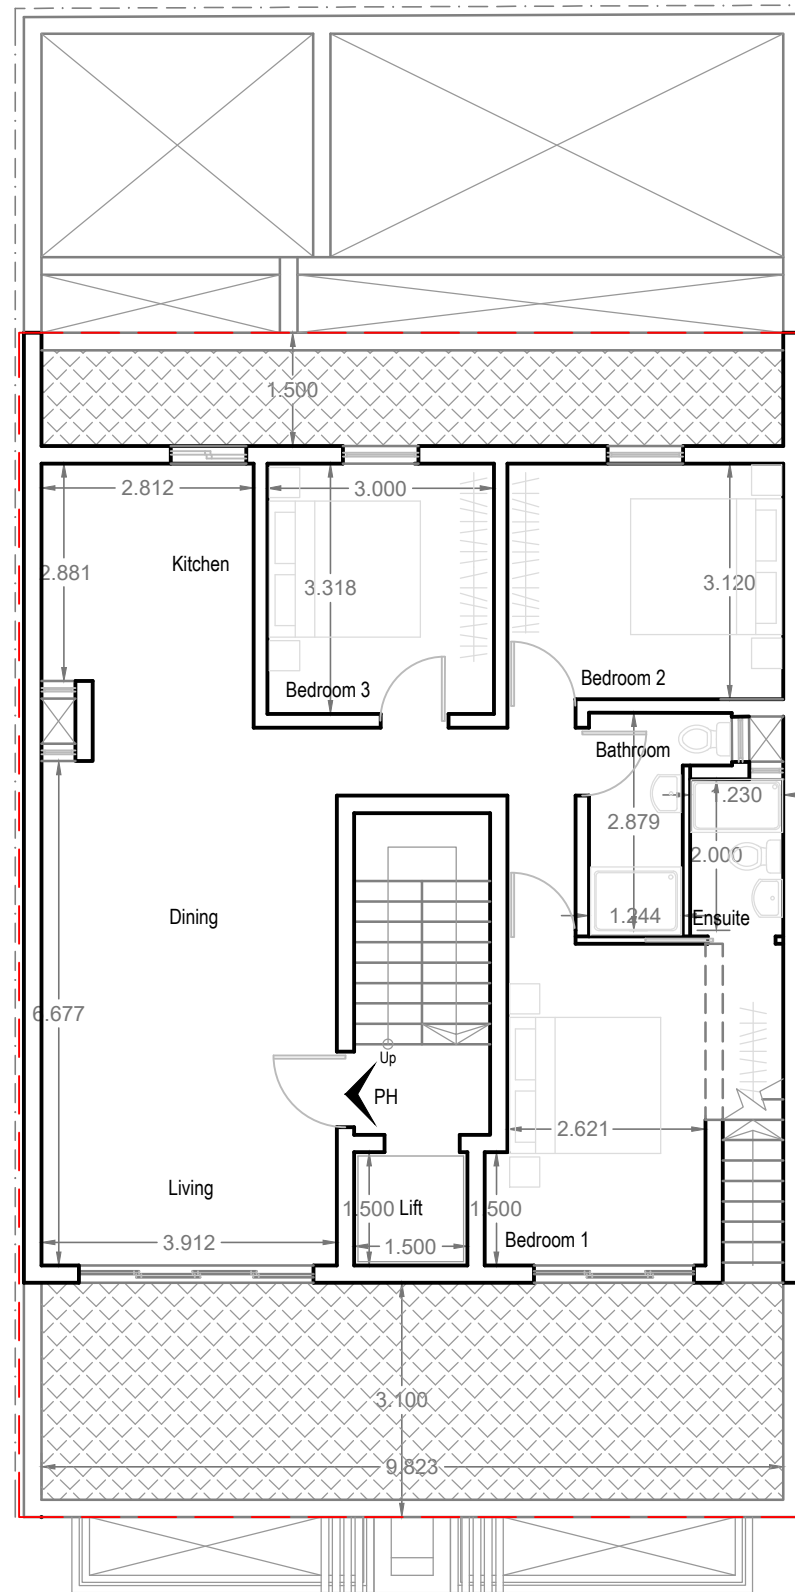 1.500
2.812
3.000
Kitchen
2.881
3.318
3.120
Bedroom 3
Bedroom 2
Bathroom
1.230
2.879
2.000
Dining
1.244
Ensuite
6.677
Up
PH
2.621
Living
1.500
Lift
1.500
3.912
1.500
Bedroom 1
3.100
9.823